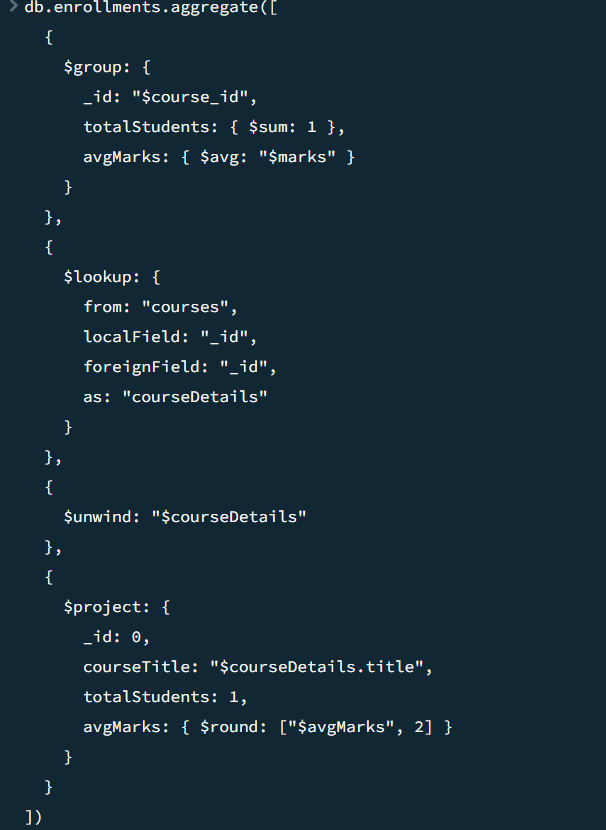 > db.enrollments.aggregate([
  {
    $group: {
      _id: "$course_id",
      totalStudents: { $sum: 1 },
      avgMarks: { $avg: "$marks" }
    }
  },
  {
    $lookup: {
      from: "courses",
      localField: "_id",
      foreignField: "_id",
      as: "courseDetails"
    }
  },
  {
    $unwind: "$courseDetails"
  },
  {
    $project: {
      _id: 0,
      courseTitle: "$courseDetails.title",
      totalStudents: 1,
      avgMarks: { $round: ["$avgMarks", 2] }
    }
  }
])